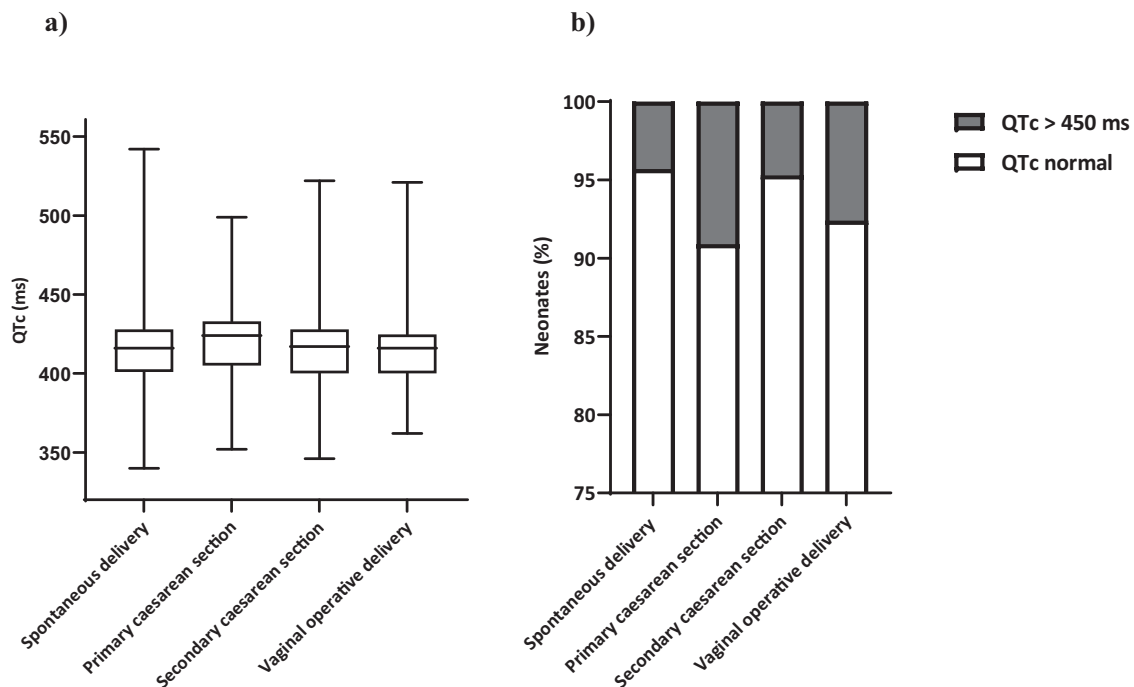 a)
QTc (ms)
550
500
450
400
350
Spontaneous delivery
Primary caesarean section
Secondary caesarean section
Vaginal operative delivery
b)
Neonates (%)
100
95
90
85
80
75
Spontaneous delivery
Primary caesarean section
Secondary caesarean section
Vaginal operative delivery
QTc > 450 ms
QTc normal